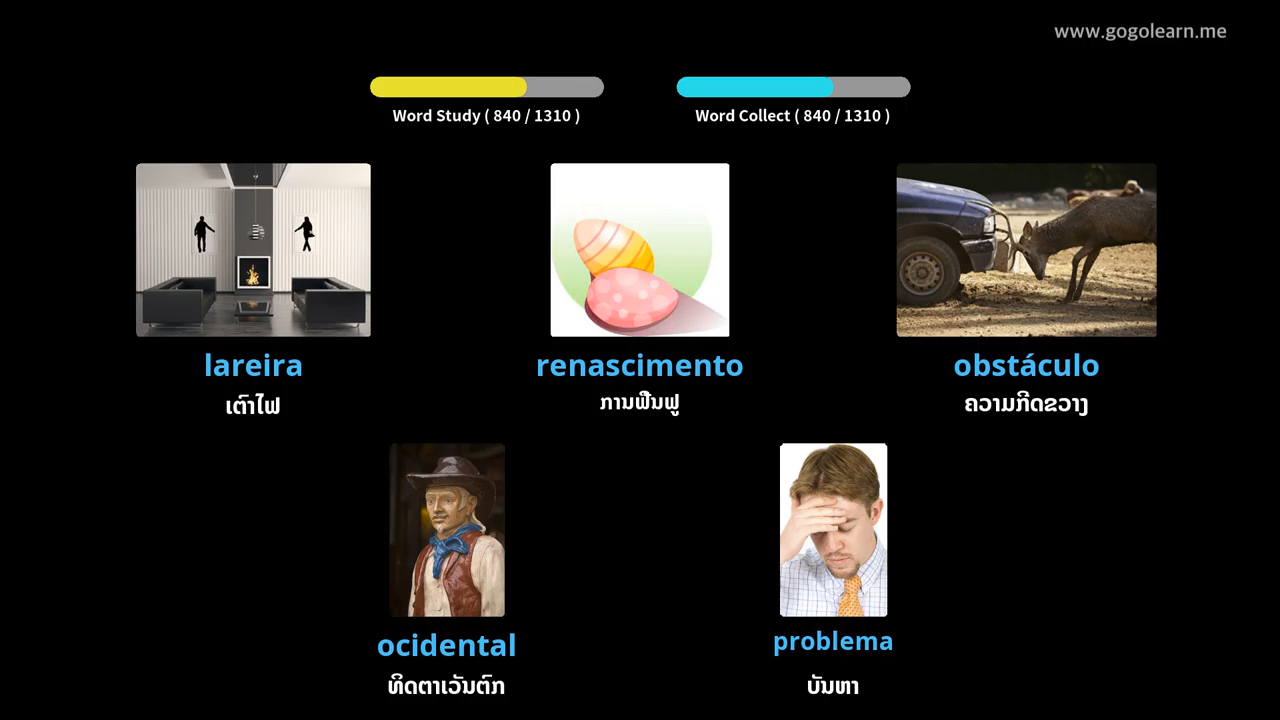 www.gogolearn.me
Word Study ( 840 / 1310 )
Word Collect ( 840 / 1310 )
lareira
ເຕົາໄຟ
renascimento
ການຟື້ນຟູ
obstáculo
ຄວາມກີດຂວາງ
ocidental
ທິດຕາເວັນຕົກ
problema
ບັນຫາ